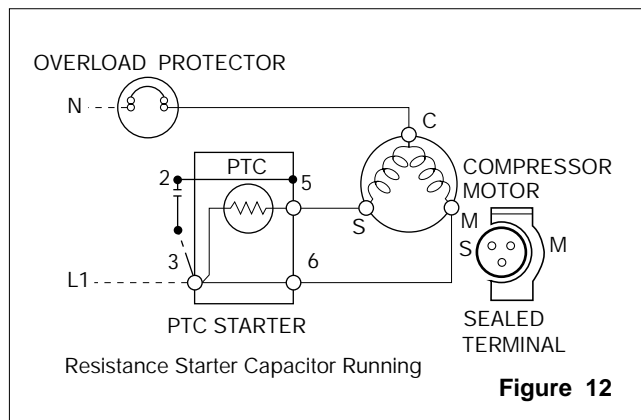 OVERLOAD PROTECTOR
N
C
PTC
2
5
COMPRESSOR
MOTOR
S
M
S
M
3
6
L1
PTC STARTER
SEALED
TERMINAL
Resistance Starter Capacitor Running
Figure 12